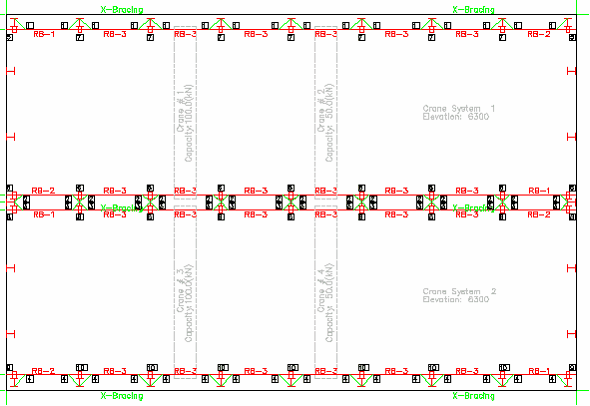 X-Bracing X-Bracing
RB-1 RB-3 RB-3 RB-3 RB-3 RB-3 RB-3 RB-2
Crane # 1
Capacity:100.0(kN)
Crane # 2
Capacity: 50.0(kN)
Crane System 1
Elevation: 6300
RB-2 RB-3 RB-3 RB-3 RB-3 RB-3 RB-3 RB-1
X-Bracing X-Bracing
RB-1 RB-3 RB-3 RB-3 RB-3 RB-3 RB-3 RB-2
Crane # 3
Capacity:100.0(kN)
Crane # 4
Capacity: 50.0(kN)
Crane System 2
Elevation: 6300
RB-2 RB-3 RB-3 RB-3 RB-3 RB-3 RB-3 RB-1
X-Bracing X-Bracing